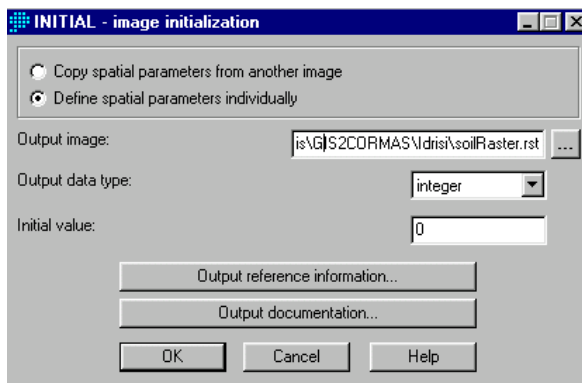 INITIAL - image initialization
Copy spatial parameters from another image
Define spatial parameters individually
Output image: is\GIS2CORMAS\Idrisi\soilRaster.rst ...
Output data type: integer
Initial value: 0
Output reference information...
Output documentation...
OK Cancel Help